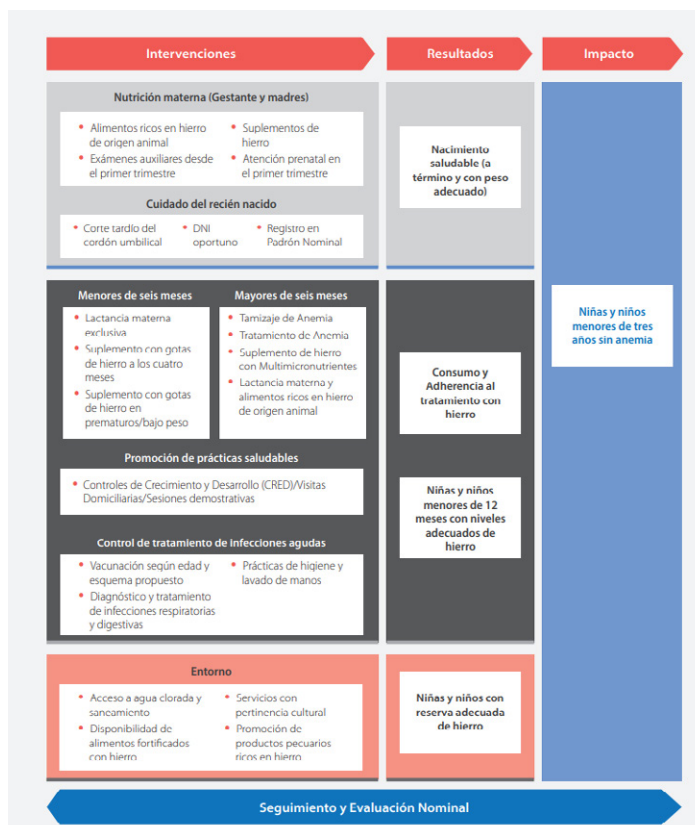 Intervenciones
Resultados
Impacto
Nutrición materna (Gestante y madres)
• Alimentos ricos en hierro
de origen animal
• Exámenes auxiliares desde
el primer trimestre
• Suplementos de
hierro
• Atención prenatal en
el primer trimestre
Cuidado del recién nacido
• Corte tardío del
cordón umbilical
• DNI
oportuno
• Registro en
Padrón Nominal
Nacimiento
saludable (a
término y con peso
adecuado)
Menores de seis meses
• Lactancia materna
exclusiva
• Suplemento con gotas
de hierro a los cuatro
meses
• Suplemento con gotas
de hierro en
prematuros/bajo peso
Mayores de seis meses
• Tamizaje de Anemia
• Tratamiento de Anemia
• Suplemento de hierro
con Multimicronutrientes
• Lactancia materna y
alimentos ricos en hierro
de origen animal
Promoción de prácticas saludables
• Controles de Crecimiento y Desarrollo (CRED)/Visitas
Domiciliarias/Sesiones demostrativas
Control de tratamiento de infecciones agudas
• Vacunación según edad y
esquema propuesto
• Diagnóstico y tratamiento
de infecciones respiratorias
y digestivas
• Prácticas de higiene y
lavado de manos
Consumo y
Adherencia al
tratamiento con
hierro
Niñas y niños
menores de 12
meses con niveles
adecuados de
hierro
Entorno
• Acceso a agua clorada y
saneamiento
• Disponibilidad de
alimentos fortificados
con hierro
• Servicios con
pertinencia cultural
• Promoción de
productos pecuarios
ricos en hierro
Niñas y niños con
reserva adecuada
de hierro
Niñas y niños
menores de tres
años sin anemia
Seguimiento y Evaluación Nominal